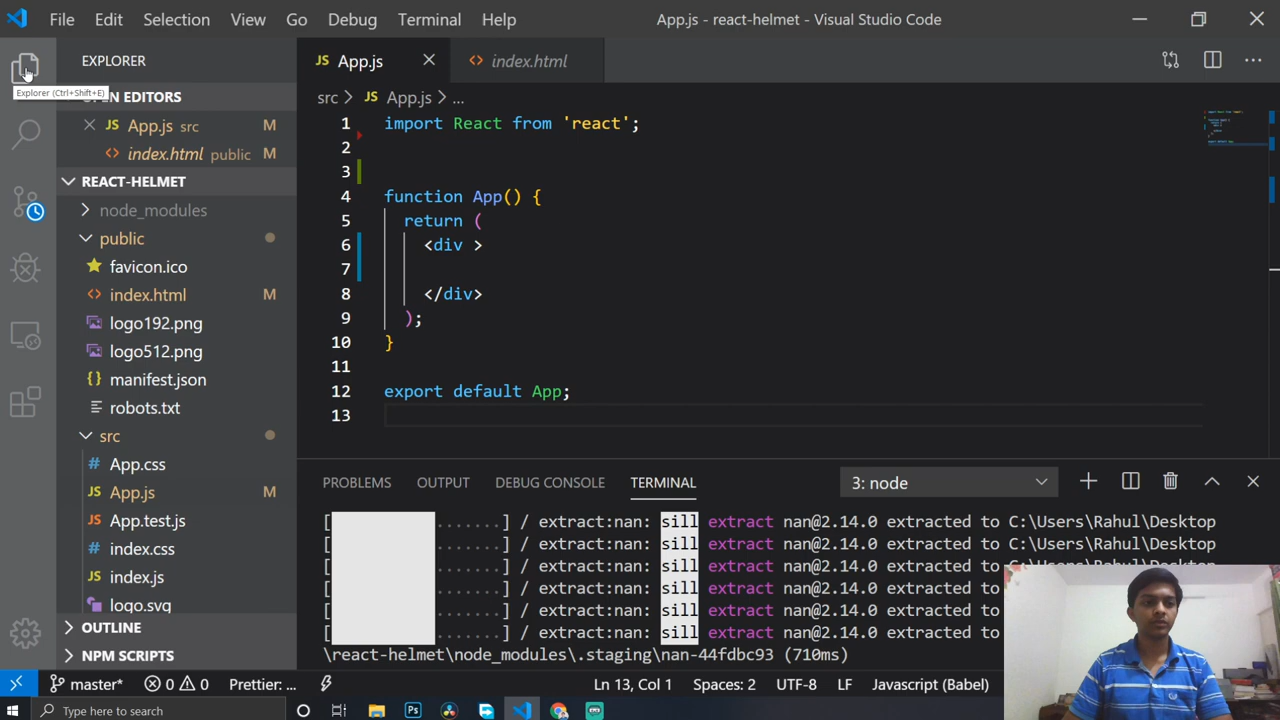 File Edit Selection View Go Debug Terminal Help App.js - react-helmet - Visual Studio Code
EXPLORER
Explorer (Ctrl+Shift+E)
OPEN EDITORS
App.js src M
index.html public M
REACT-HELMET
node_modules
public
favicon.ico
index.html M
logo192.png
logo512.png
manifest.json
robots.txt
src
App.css
App.js M
App.test.js
index.css
index.js
logo.svg
OUTLINE
NPM SCRIPTS
JS App.js index.html
src > JS App.js > ...
1 import React from 'react';
2
3
4 function App() {
5 return (
6 <div >
7
8 </div>
9 );
10 }
11
12 export default App;
13
PROBLEMS OUTPUT DEBUG CONSOLE TERMINAL 3: node
[ .......] / extract:nan: sill extract nan@2.14.0 extracted to C:\Users\Rahul\Desktop
[ .......] / extract:nan: sill extract nan@2.14.0 extracted to C:\Users\Rahul\Desktop
[ .......] / extract:nan: sill extract nan@2.14.0 extracted to C:\Users\Rahul\Desktop
[ .......] / extract:nan: sill extract nan@2.14.0 extracted to
[ .......] / extract:nan: sill extract nan@2.14.0 extracted to
[ .......] / extract:nan: sill extract nan@2.14.0 extracted to
\react-helmet\node_modules\.staging\nan-44fdbc93 (710ms)
master* 0 0 Prettier: ... Ln 13, Col 1 Spaces: 2 UTF-8 LF Javascript (Babel)
Type here to search Ps